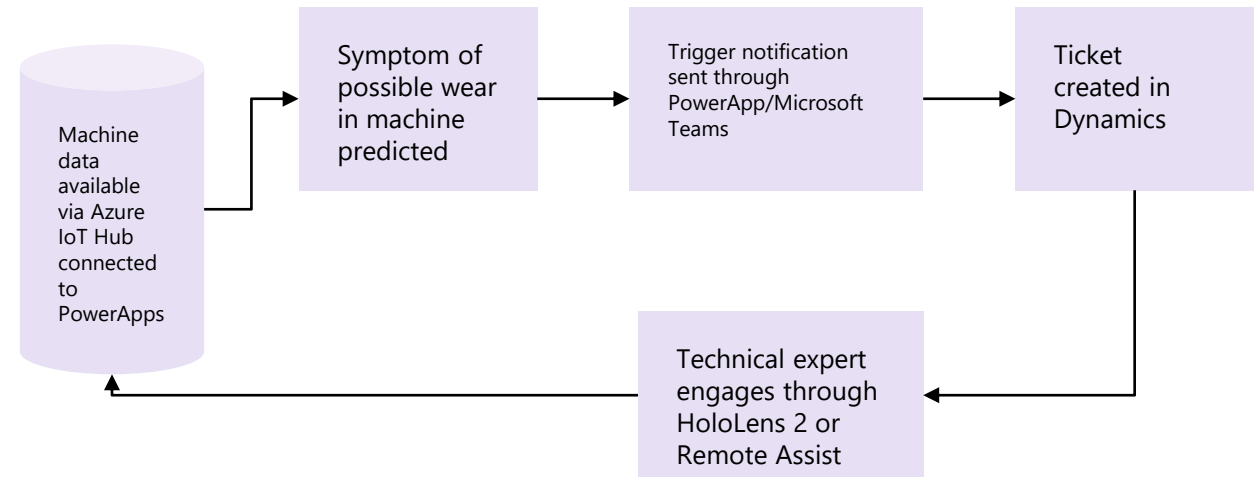 Machine
data
available
via Azure
IoT Hub
connected
to
PowerApps
Symptom of
possible wear
in machine
predicted
Trigger notification
sent through
PowerApp/Microsoft
Teams
Ticket
created in
Dynamics
Technical expert
engages through
HoloLens 2 or
Remote Assist